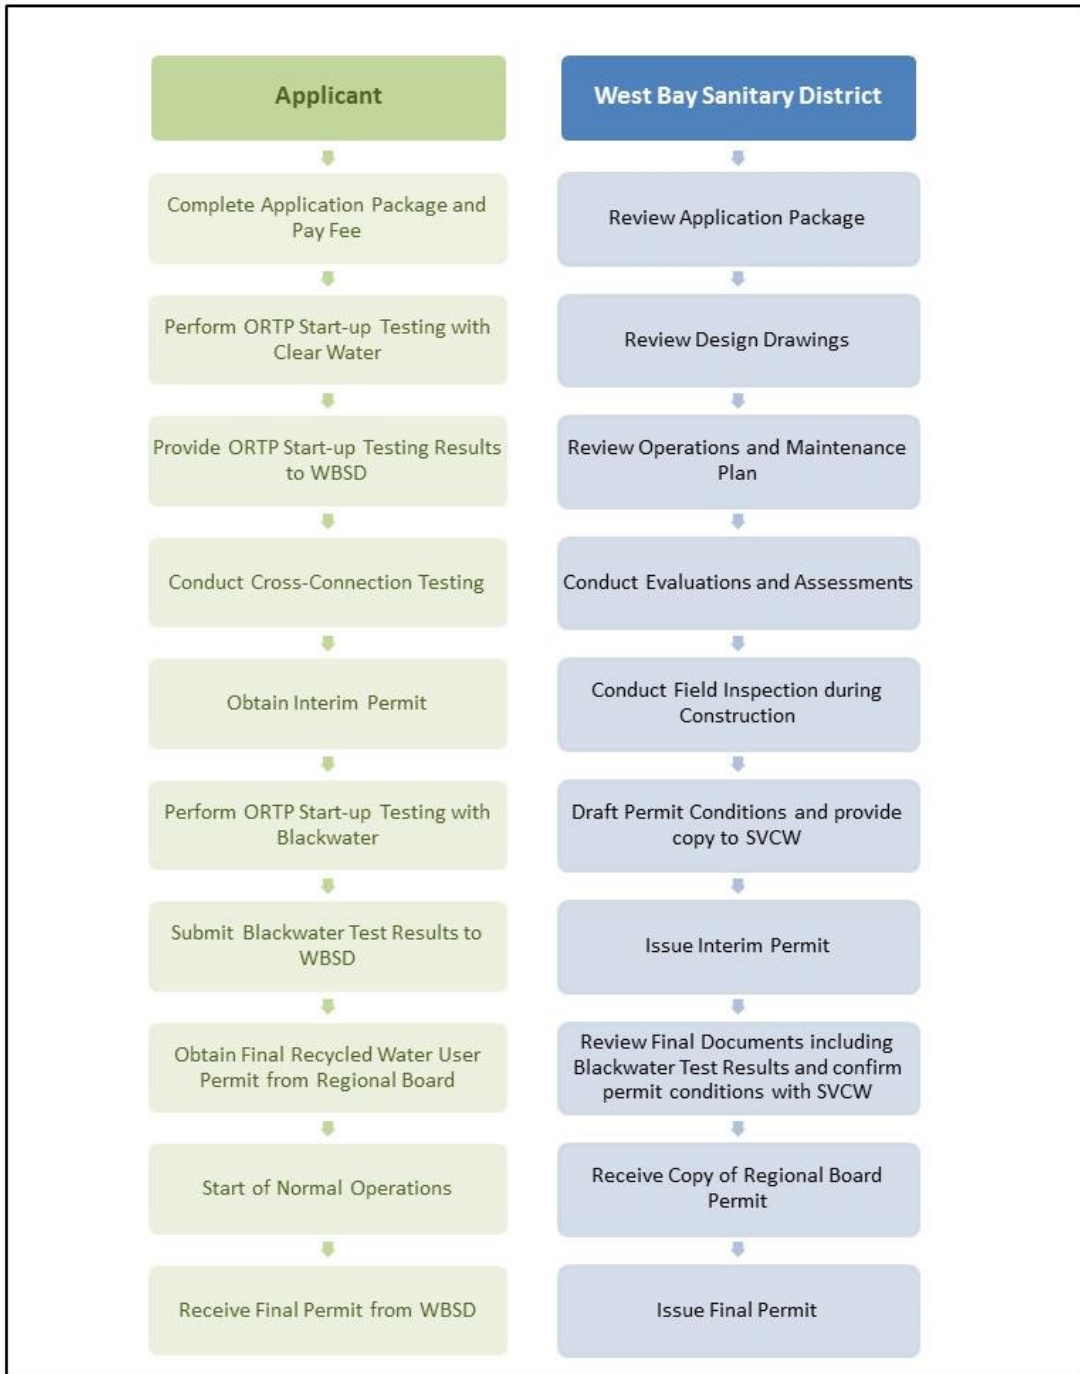 Applicant
Complete Application Package and
Pay Fee
Perform ORTP Start-up Testing with
Clear Water
Provide ORTP Start-up Testing Results
to WBSD
Conduct Cross-Connection Testing
Obtain Interim Permit
Perform ORTP Start-up Testing with
Blackwater
Submit Blackwater Test Results to
WBSD
Obtain Final Recycled Water User
Permit from Regional Board
Start of Normal Operations
Receive Final Permit from WBSD
West Bay Sanitary District
Review Application Package
Review Design Drawings
Review Operations and Maintenance
Plan
Conduct Evaluations and Assessments
Conduct Field Inspection during
Construction
Draft Permit Conditions and provide
copy to SVCW
Issue Interim Permit
Review Final Documents including
Blackwater Test Results and confirm
permit conditions with SVCW
Receive Copy of Regional Board
Permit
Issue Final Permit